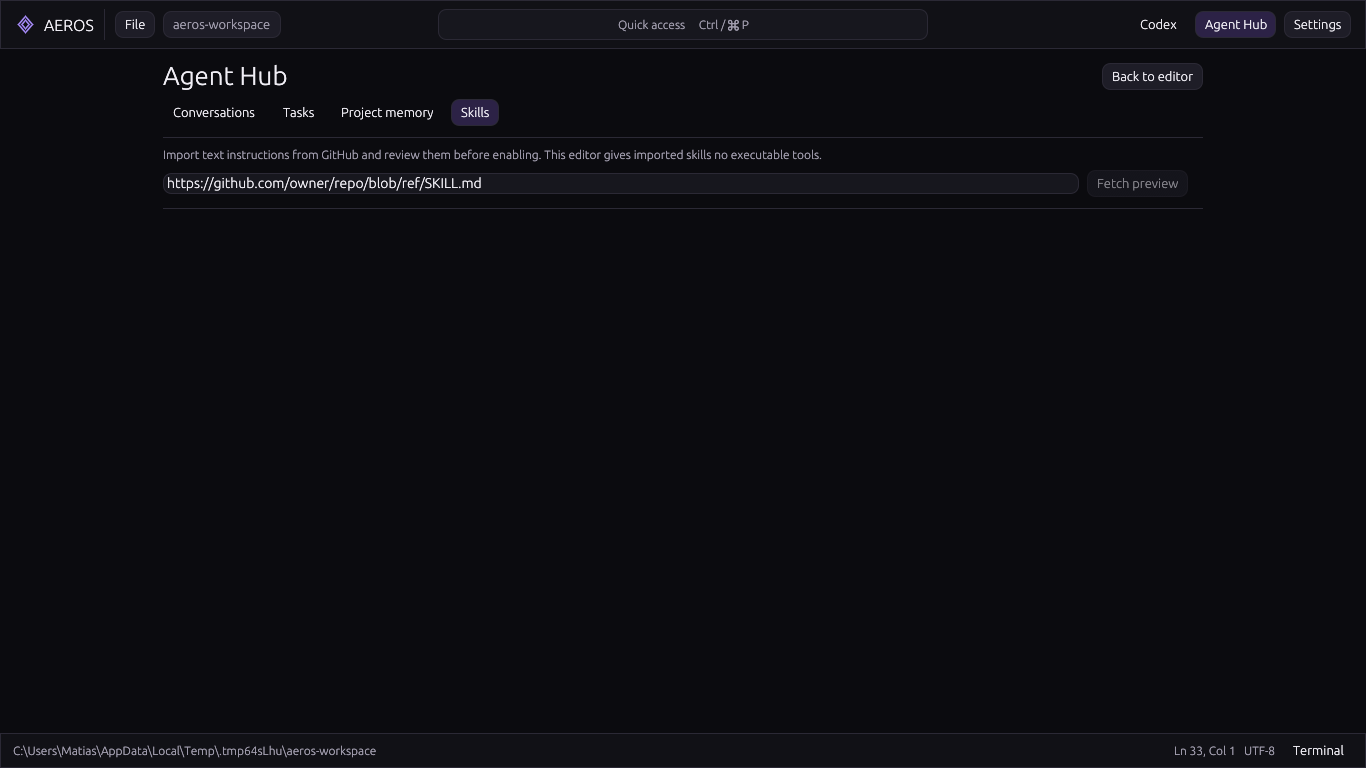 AEROS File aeros-workspace Quick access Ctrl / ⌘ P Codex Agent Hub Settings
Agent Hub Back to editor
Conversations Tasks Project memory Skills
Import text instructions from GitHub and review them before enabling. This editor gives imported skills no executable tools.
https://github.com/owner/repo/blob/ref/SKILL.md Fetch preview
C:\Users\Matias\AppData\Local\Temp\.tmp64sLhu\aeros-workspace Ln 33, Col 1 UTF-8 Terminal